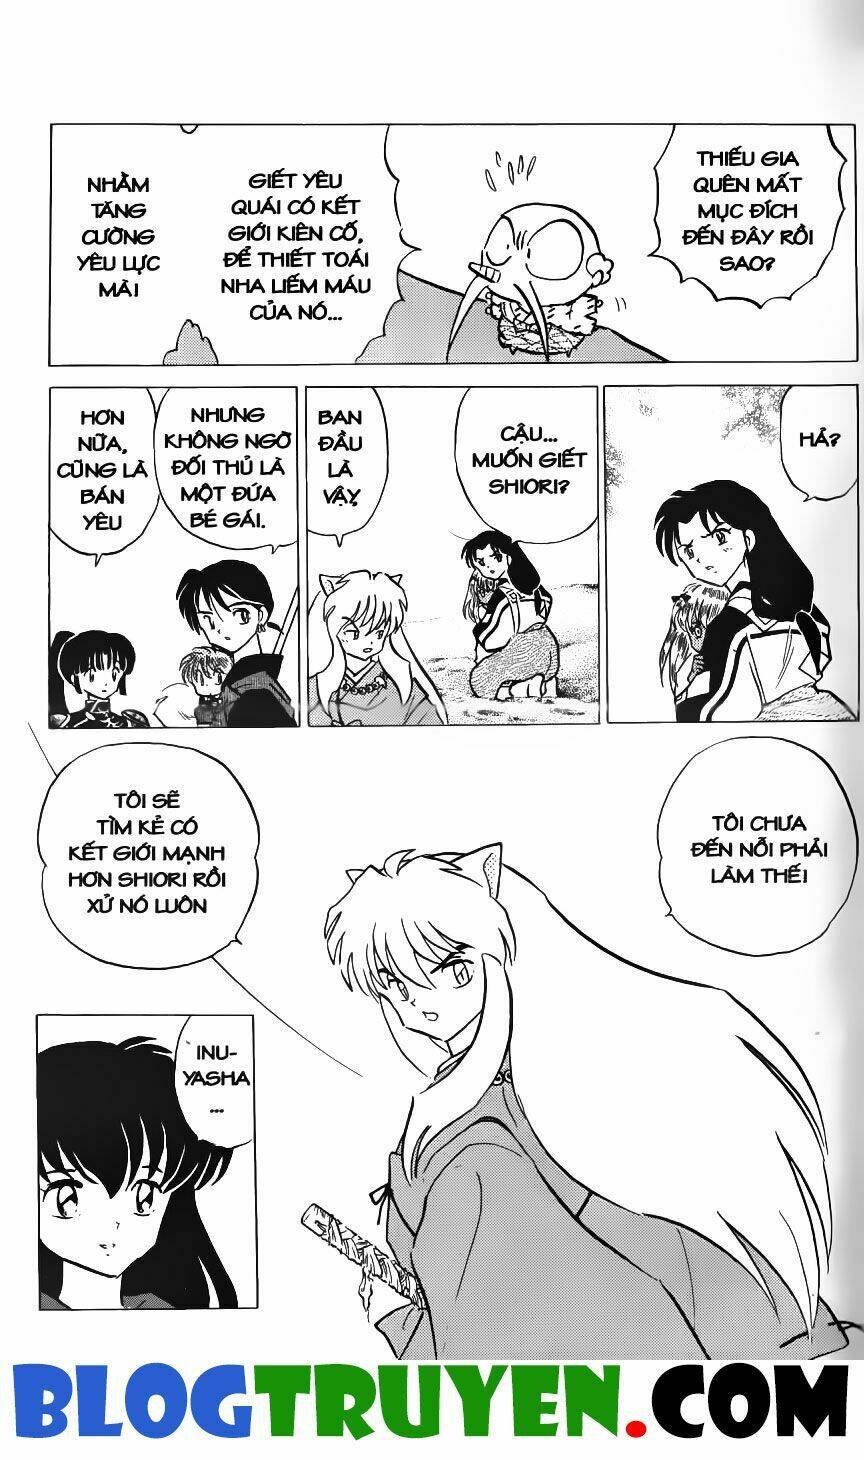 THIẾU GIA
QUÊN MẤT
MỤC ĐÍCH
ĐẾN ĐÂY RỒI
SAO?
GIẾT YÊU
QUÁI CÓ KẾT
GIỚI KIÊN CỐ,
ĐỂ THIẾT TOÁI
NHA LIẾM MÁU
CỦA NÓ...
NHẰM
TĂNG
CƯỜNG
YÊU LỰC
MÀ!
HẢ?
CẬU...
MUỐN GIẾT
SHIORI?
BAN
ĐẦU
LÀ
VẬY,
NHƯNG
KHÔNG NGỜ
ĐỐI THỦ LÀ
MỘT ĐỨA
BÉ GÁI.
HƠN
NỮA,
CŨNG LÀ
BÁN
YÊU
TÔI CHƯA
ĐẾN NỖI PHẢI
LÀM THẾ!
TÔI SẼ
TÌM KẺ CÓ
KẾT GIỚI MẠNH
HƠN SHIORI RỒI
XỬ NÓ LUÔN
INU-
YASHA
...
BLOGTRUYEN.COM